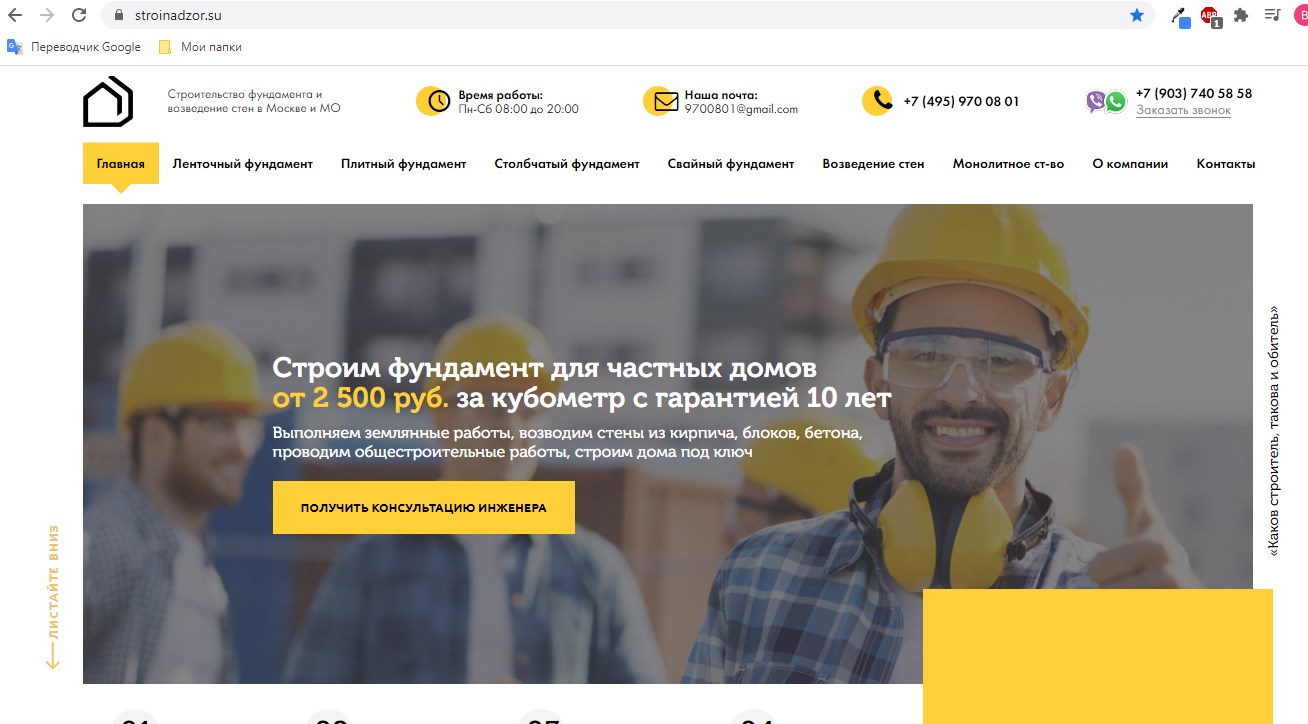 stroinadzor.su
ABP
1
B
Переводчик Google
Мои папки
Строительство фундамента и
возведение стен в Москве и МО
Время работы:
Пн-Сб 08:00 до 20:00
Наша почта:
9700801@gmail.com
+7 (495) 970 08 01
+7 (903) 740 58 58
Заказать звонок
Главная
Ленточный фундамент
Плитный фундамент
Столбчатый фундамент
Свайный фундамент
Возведение стен
Монолитное ст-во
О компании
Контакты
Строим фундамент для частных домов
от 2 500 руб. за кубометр с гарантией 10 лет
Выполняем землянные работы, возводим стены из кирпича, блоков, бетона,
проводим общестроительные работы, строим дома под ключ
ПОЛУЧИТЬ КОНСУЛЬТАЦИЮ ИНЖЕНЕРА
ЛИСТАЙТЕ ВНИЗ
«Каков строитель, такова и обитель»